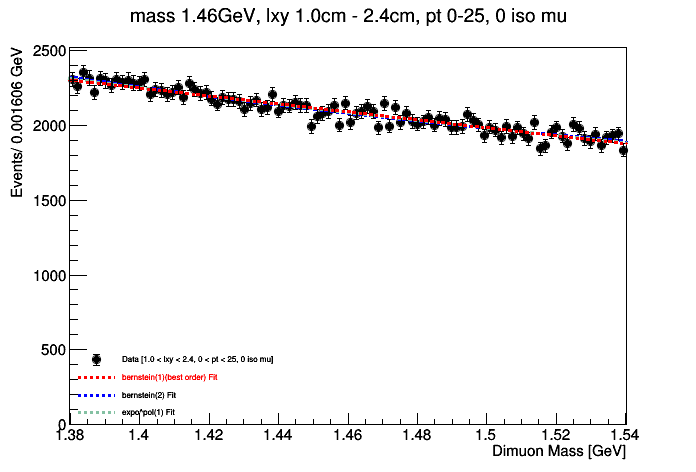 mass 1.46GeV, lxy 1.0cm - 2.4cm, pt 0-25, 0 iso mu
Events/ 0.001606 GeV
2500
2000
1500
1000
500
0
Data [1.0 < lxy < 2.4, 0 < pt < 25, 0 iso mu]
bernstein(1)(best order) Fit
bernstein(2) Fit
expo*pol(1) Fit
1.38 1.4 1.42 1.44 1.46 1.48 1.5 1.52 1.54
Dimuon Mass [GeV]